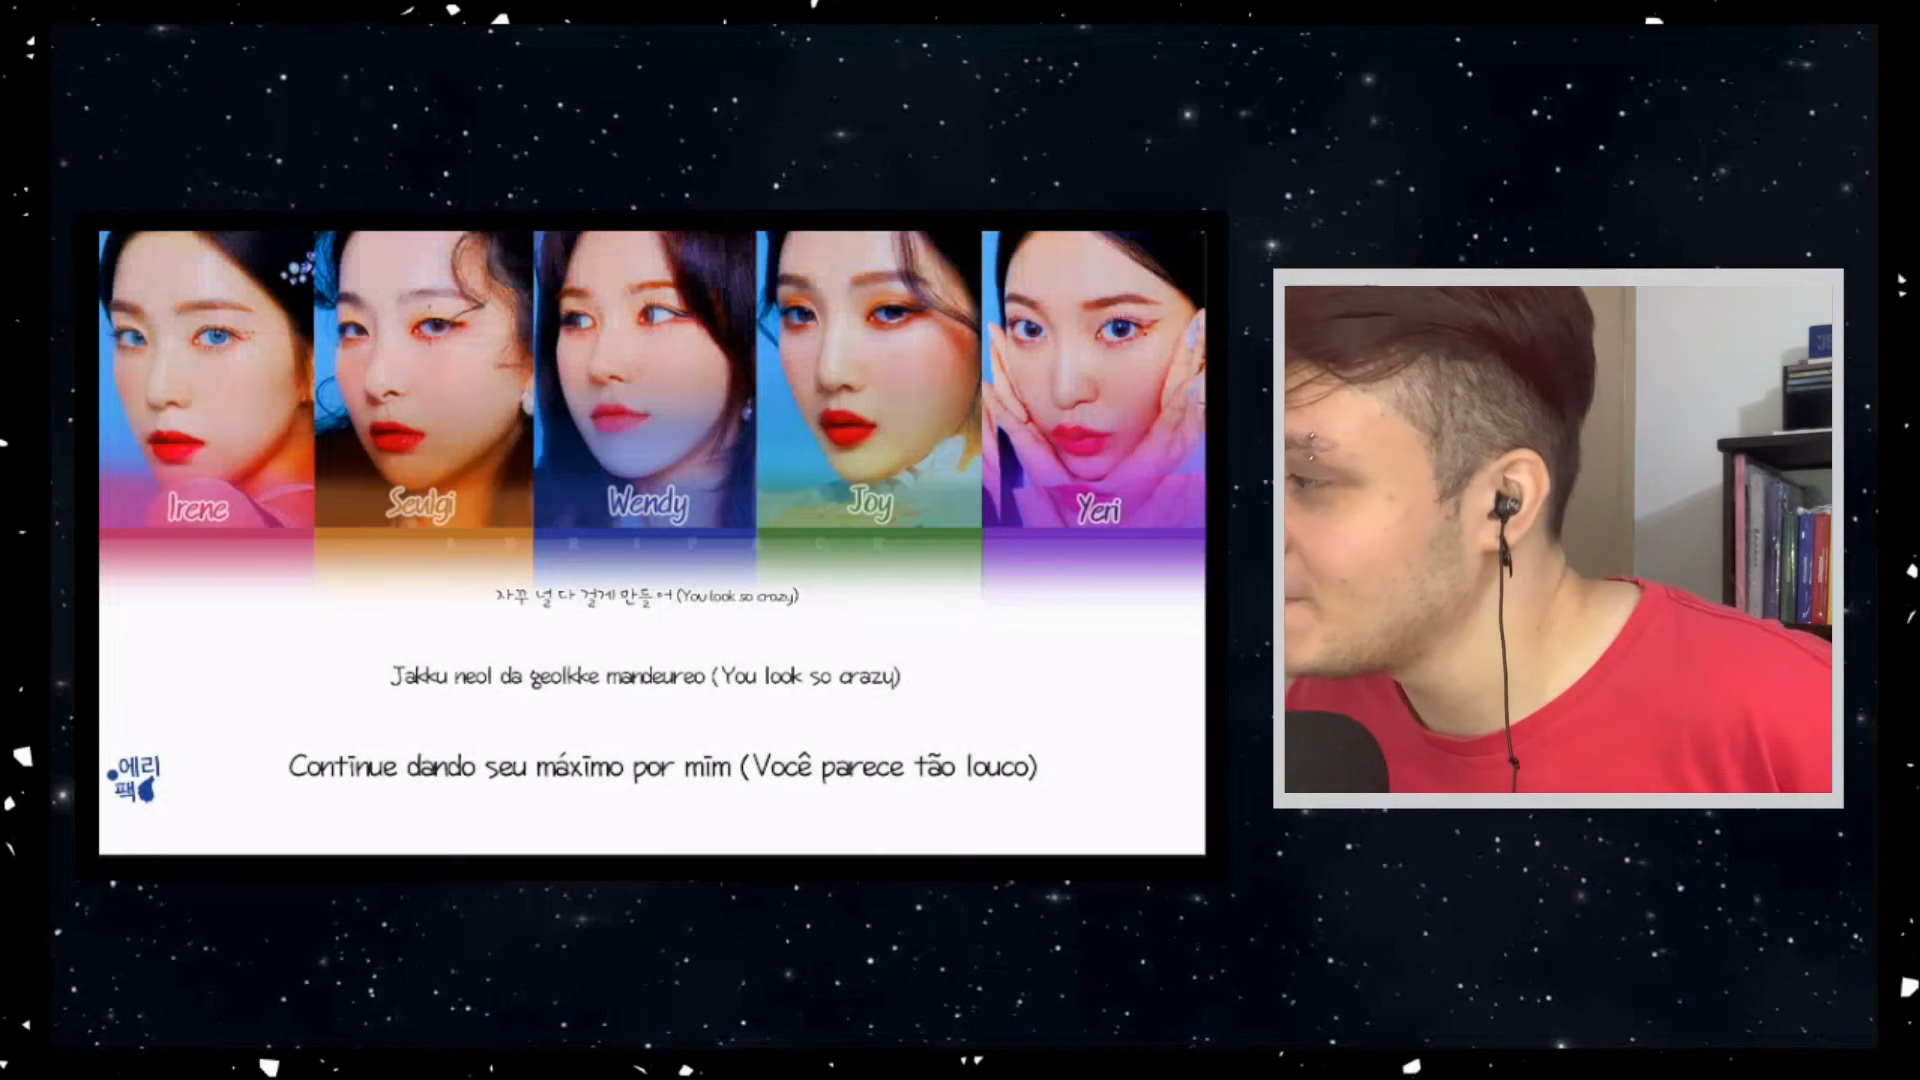 Irene
Seulgi
Wendy
Joy
Yeri
자꾸 널 다 걸게 만들어 (You look so crazy)
Jakku neol da geolkke mandeureo (You look so crazy)
Continue dando seu máximo por mim (Você parece tão louco)
에리
팩